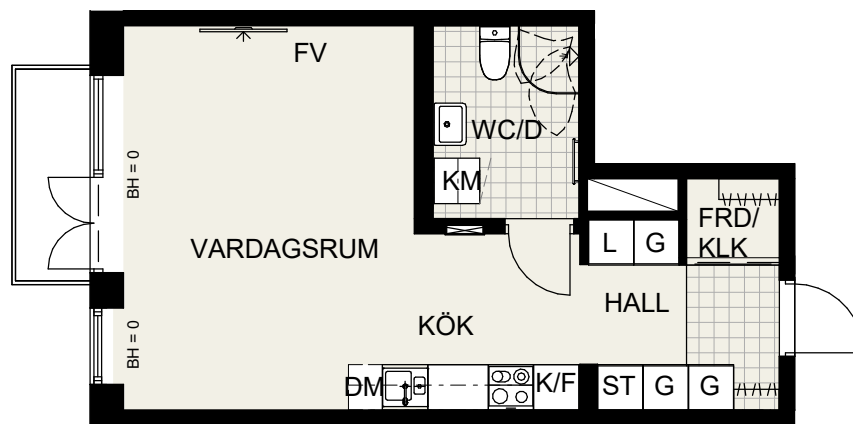 FV
WC/D
BH = 0
KM
FRD/
KLK
L G
VARDAGSRUM
HALL
KÖK
BH = 0
DM
K/F
ST G G